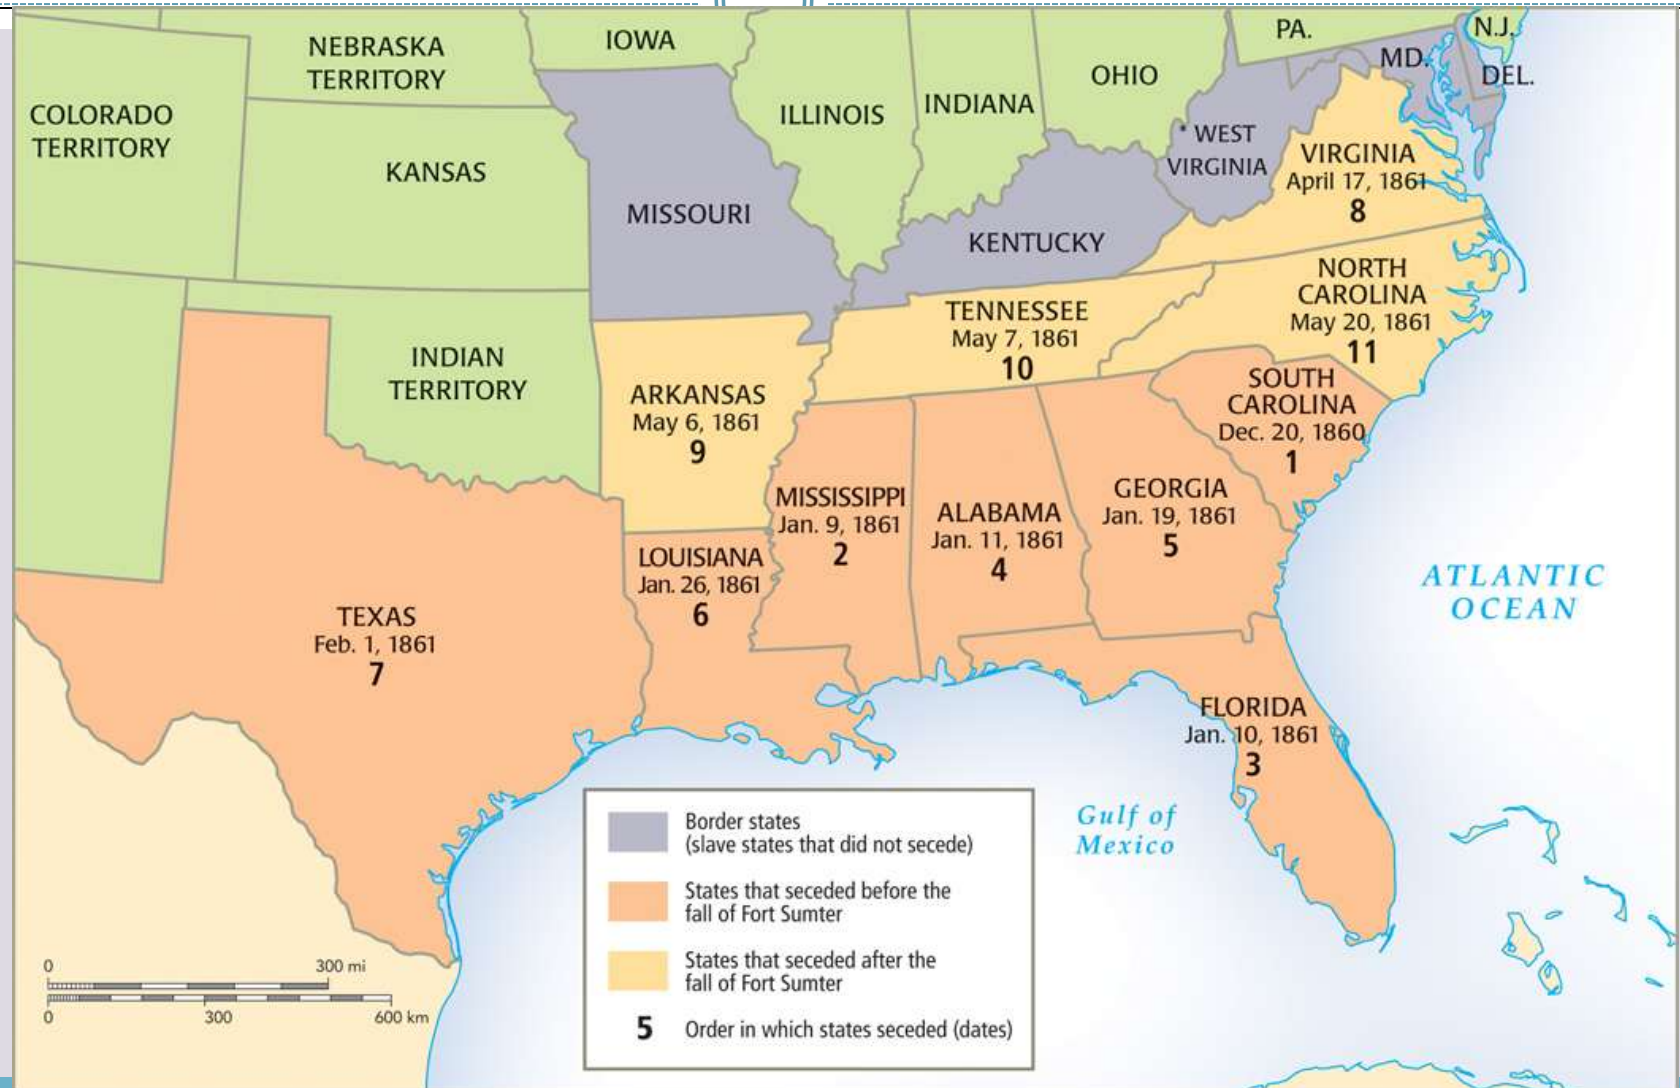 NEBRASKA
TERRITORY
IOWA
PA.
N.J.
MD.
DEL.
OHIO
COLORADO
TERRITORY
ILLINOIS
INDIANA
* WEST
VIRGINIA
VIRGINIA
April 17, 1861
8
KANSAS
MISSOURI
KENTUCKY
NORTH
CAROLINA
May 20, 1861
11
TENNESSEE
May 7, 1861
10
INDIAN
TERRITORY
ARKANSAS
May 6, 1861
9
SOUTH
CAROLINA
Dec. 20, 1860
1
MISSISSIPPI
Jan. 9, 1861
2
ALABAMA
Jan. 11, 1861
4
GEORGIA
Jan. 19, 1861
5
LOUISIANA
Jan. 26, 1861
6
TEXAS
Feb. 1, 1861
7
ATLANTIC
OCEAN
FLORIDA
Jan. 10, 1861
3
Gulf of
Mexico
Border states
(slave states that did not secede)
States that seceded before the
fall of Fort Sumter
States that seceded after the
fall of Fort Sumter
5 Order in which states seceded (dates)
0 300 mi
0 300 600 km